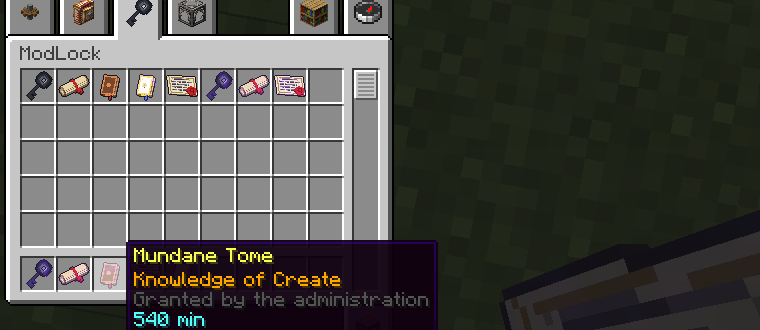 ModLock
Mundane Tome
Knowledge of Create
Granted by the administration
540 min